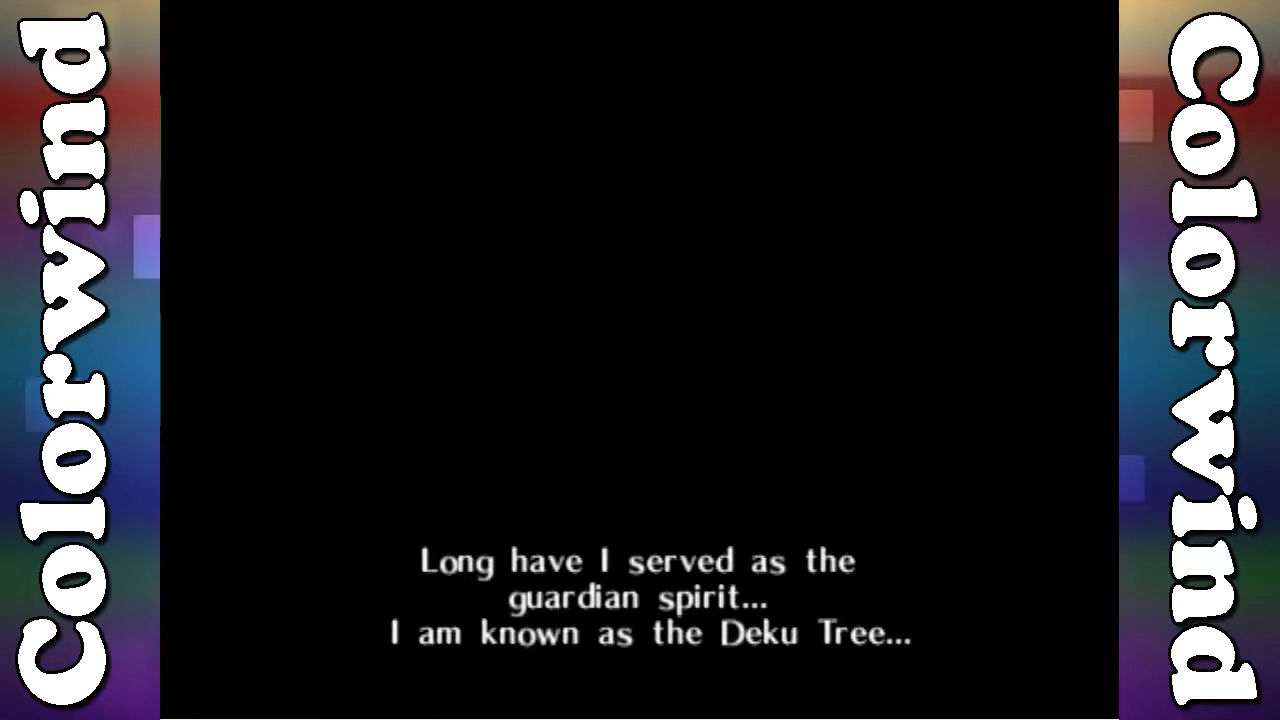 Colorwind
Long have I served as the
guardian spirit...
I am known as the Deku Tree...
Colorwind